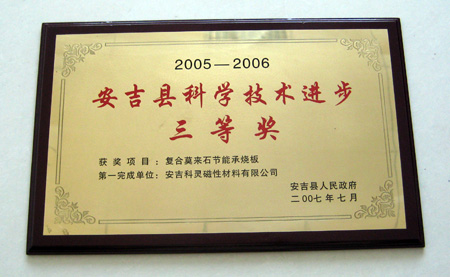 2005—2006
安吉县科学技术进步
三等奖
获奖项目：复合莫来石节能承烧板
第一完成单位：安吉科灵磁性材料有限公司
安吉县人民政府
二00七年七月